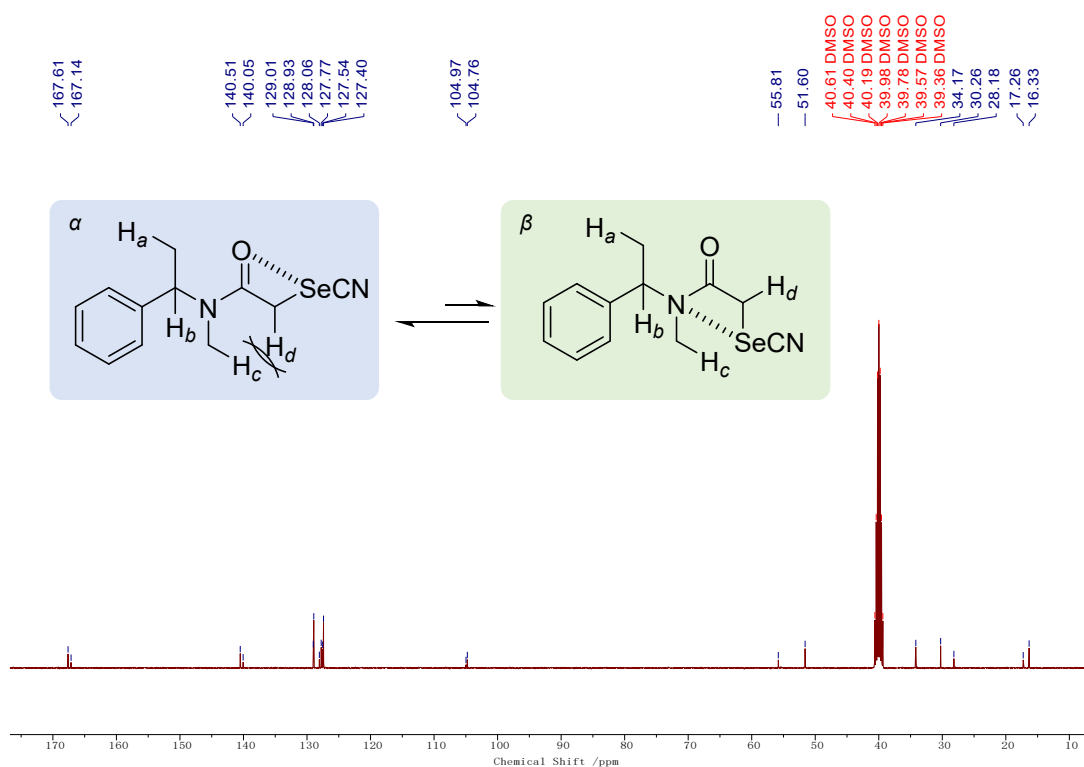 167.61
167.14
140.51
140.05
129.01
128.93
128.06
127.77
127.54
127.40
104.97
104.76
55.81
51.60
40.61 DMSO
40.40 DMSO
40.19 DMSO
39.98 DMSO
39.78 DMSO
39.57 DMSO
39.36 DMSO
34.17
30.26
28.18
17.26
16.33
α
Ha
O
SeCN
N
Hb
Hd
Hc
β
Ha
O
Hd
N
Hb
SeCN
Hc
170 160 150 140 130 120 110 100 90 80 70 60 50 40 30 20 10
Chemical Shift /ppm